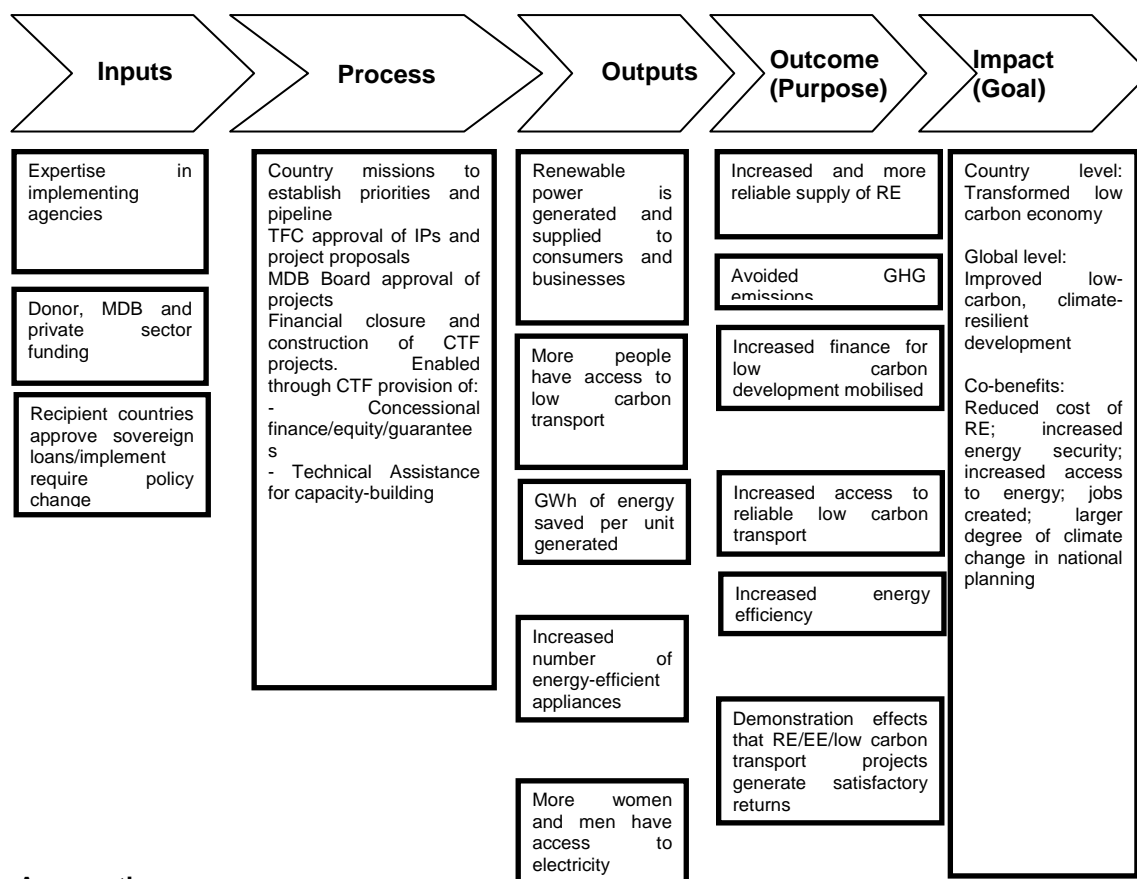 Inputs
Process
Outputs
Outcome
(Purpose)
Impact
(Goal)
Expertise in
implementing
agencies
Donor, MDB and
private sector
funding
Recipient countries
approve sovereign
loans/implement
require policy
change
Country missions to
establish priorities and
pipeline
TFC approval of IPs and
project proposals
MDB Board approval of
projects
Financial closure and
construction of CTF
projects. Enabled
through CTF provision of:
- Concessional
finance/equity/guarantee
s
- Technical Assistance
for capacity-building
Renewable
power is
generated and
supplied to
consumers and
businesses
More people
have access to
low carbon
transport
GWh of energy
saved per unit
generated
Increased
number of
energy-efficient
appliances
More women
and men have
access to
electricity
Increased and more
reliable supply of RE
Avoided GHG
emissions
Increased finance for
low carbon
development mobilised
Increased access to
reliable low carbon
transport
Increased energy
efficiency
Demonstration effects
that RE/EE/low carbon
transport projects
generate satisfactory
returns
Country level:
Transformed low
carbon economy
Global level:
Improved low-
carbon, climate-
resilient
development
Co-benefits:
Reduced cost of
RE; increased
energy security;
increased access
to energy; jobs
created; larger
degree of climate
change in national
planning